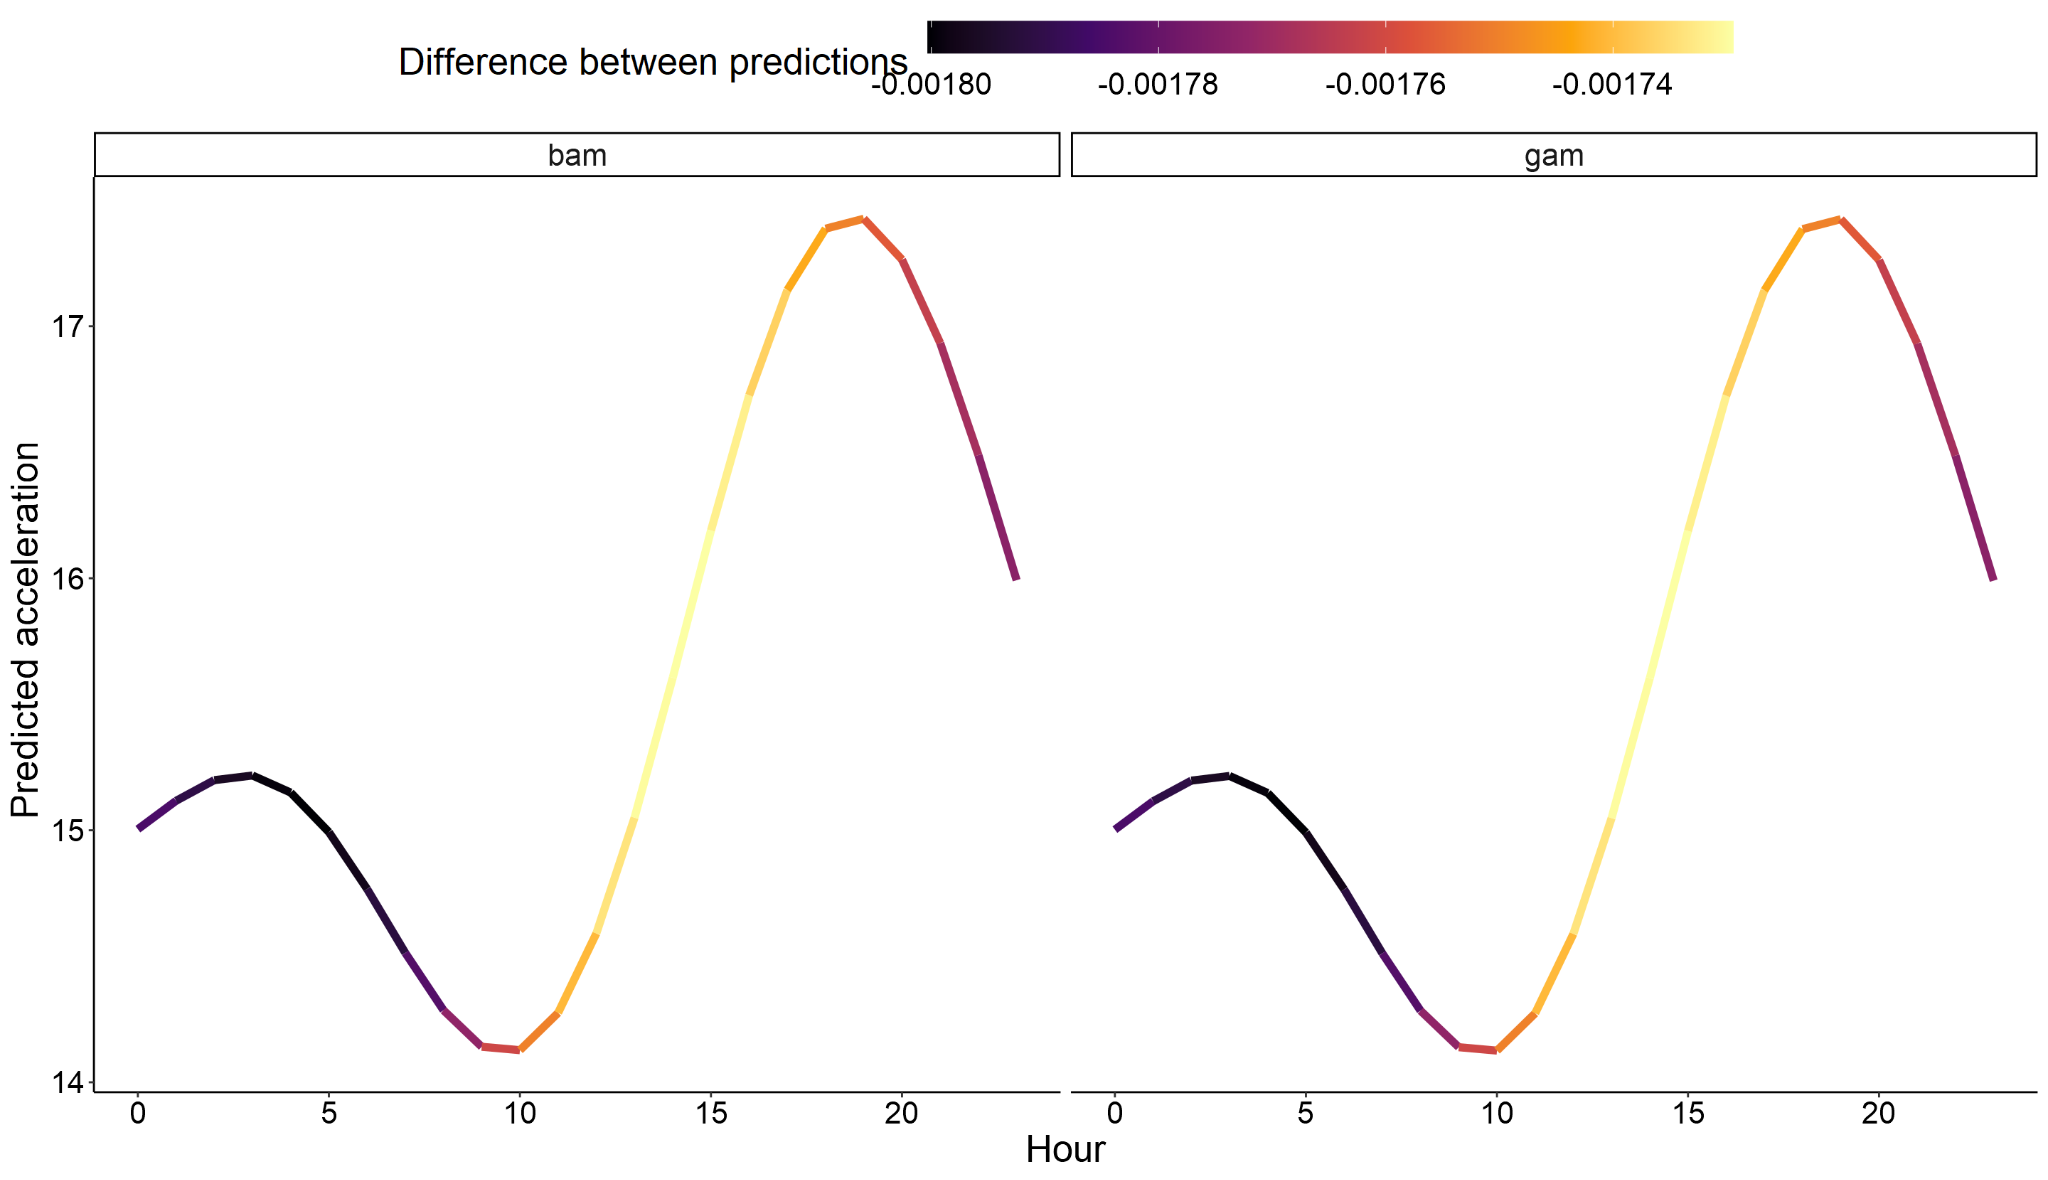 Difference between predictions
-0.00180 -0.00178 -0.00176 -0.00174
bam gam
Predicted acceleration
17
16
15
14
0 5 10 15 20 0 5 10 15 20
Hour